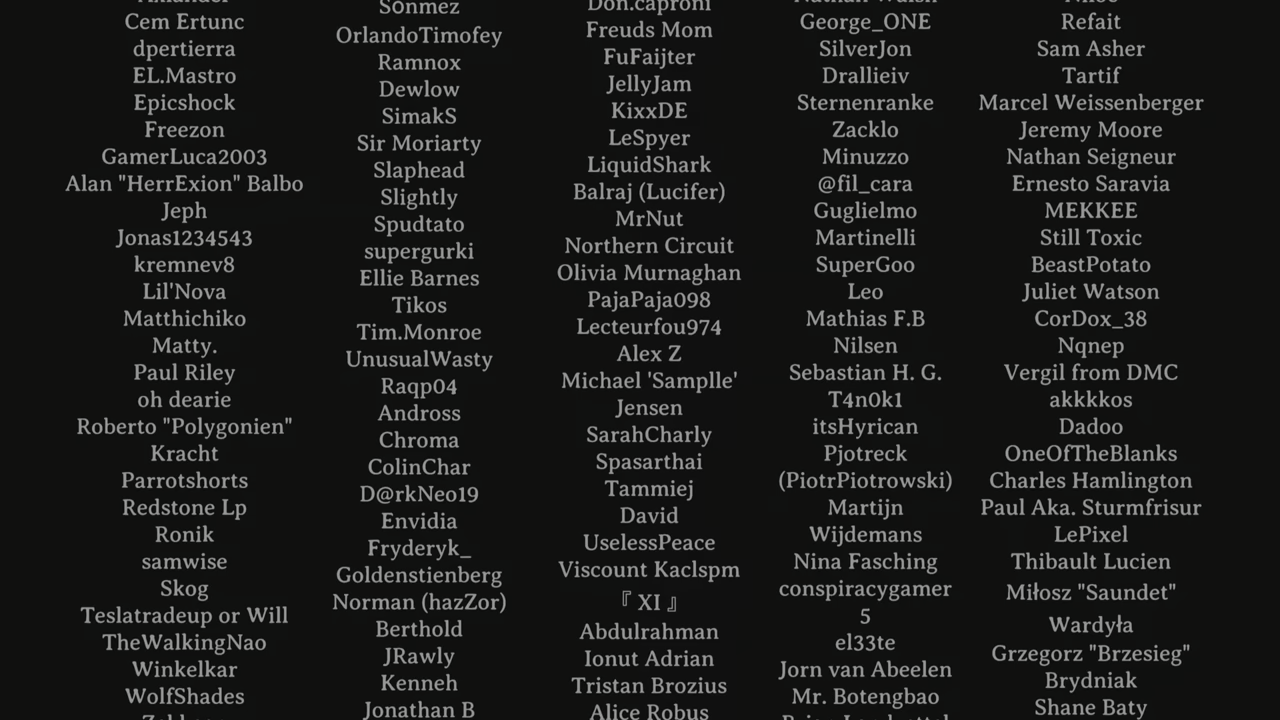 Cem Ertunc
dpertierra
EL.Mastro
Epicshock
Freezon
GamerLuca2003
Alan "HerrExion" Balbo
Jeph
Jonas1234543
kremnev8
Lil'Nova
Matthichiko
Matty.
Paul Riley
oh dearie
Roberto "Polygonien"
Kracht
Parrotshorts
Redstone Lp
Ronik
samwise
Skog
Teslatradeup or Will
TheWalkingNao
Winkelkar
WolfShades
Sönmez
OrlandoTimofey
Ramnox
Dewlow
SimakS
Sir Moriarty
Slaphead
Slightly
Spudtato
supergurki
Ellie Barnes
Tikos
Tim.Monroe
UnusualWasty
Raqp04
Andross
Chroma
ColinChar
D@rkNeo19
Envidia
Fryderyk_
Goldenstienberg
Norman (hazZor)
Berthold
JRawly
Kenneh
Jonathan B
Don.caproni
Freuds Mom
FuFaijter
JellyJam
KixxDE
LeSpyer
LiquidShark
Balraj (Lucifer)
MrNut
Northern Circuit
Olivia Murnaghan
PajaPaja098
Lecteurfou974
Alex Z
Michael 'Samplle'
Jensen
SarahCharly
Spasarthai
Tammiej
David
UselessPeace
Viscount Kaclspm
『 XI 』
Abdulrahman
Ionut Adrian
Tristan Brozius
Alice Robus
George_ONE
SilverJon
Drallieiv
Sternenranke
Zacklo
Minuzzo
@fil_cara
Guglielmo
Martinelli
SuperGoo
Leo
Mathias F.B
Nilsen
Sebastian H. G.
T4n0k1
itsHyrican
Pjotreck
(PiotrPiotrowski)
Martijn
Wijdemans
Nina Fasching
conspiracygamer
5
el33te
Jorn van Abeelen
Mr. Botengbao
Refait
Sam Asher
Tartif
Marcel Weissenberger
Jeremy Moore
Nathan Seigneur
Ernesto Saravia
MEKKEE
Still Toxic
BeastPotato
Juliet Watson
CorDox_38
Nqnep
Vergil from DMC
akkkkos
Dadoo
OneOfTheBlanks
Charles Hamlington
Paul Aka. Sturmfrisur
LePixel
Thibault Lucien
Miłosz "Saundet"
Wardyła
Grzegorz "Brzesieg"
Brydniak
Shane Baty